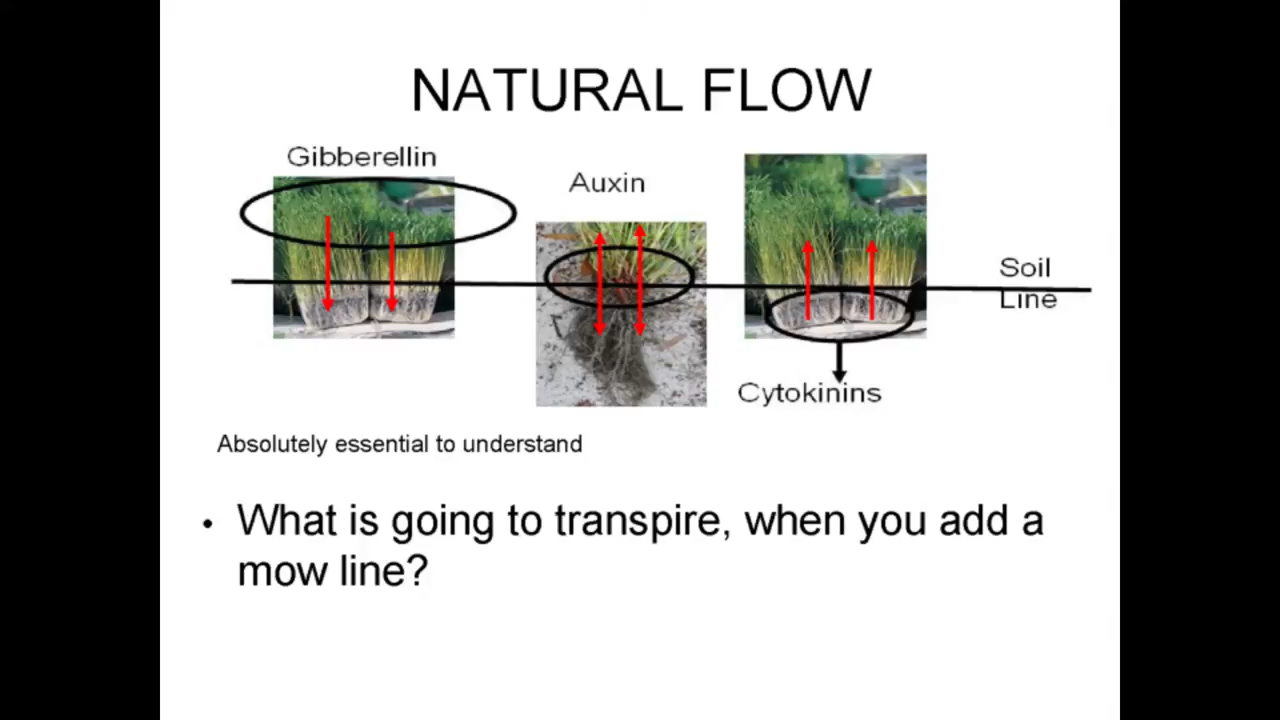 NATURAL FLOW
Gibberellin
Auxin
Soil
Line
Cytokinins
Absolutely essential to understand
• What is going to transpire, when you add a
mow line?